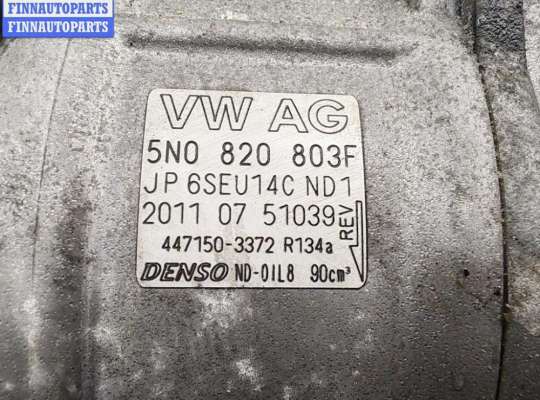 FINNAUTOPARTS
FINNAUTOPARTS
VW AG
5N0 820 803F
JP 6SEU14C ND1
2011 07 51039
REV
447150-3372 R134a
DENSO ND-OIL8 90cm³